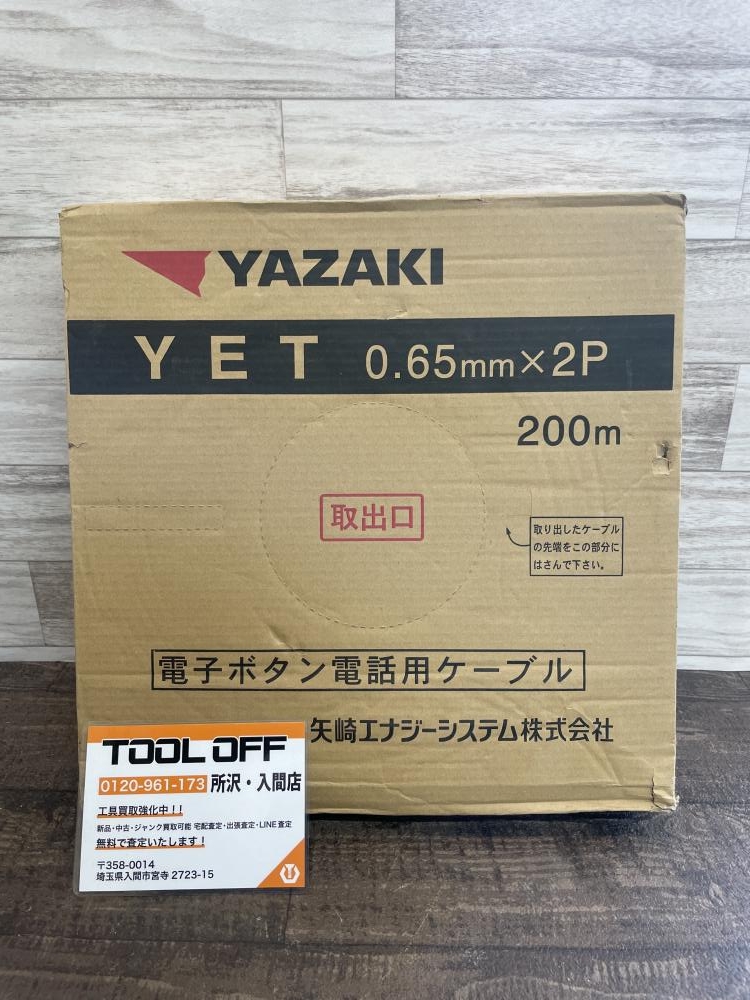 YAZAKI
YET 0.65mm×2P
200m
取出口
取り出したケーブル
の先端をこの部分に
はさんで下さい。
電子ボタン電話用ケーブル
矢崎エナジーシステム株式会社
TOOL OFF
0120-961-173 所沢・入間店
工具買取強化中!!
新品・中古・ジャンク買取可能 宅配査定・出張査定・LINE査定
無料で査定いたします!
〒358-0014
埼玉県入間市宮寺 2723-15